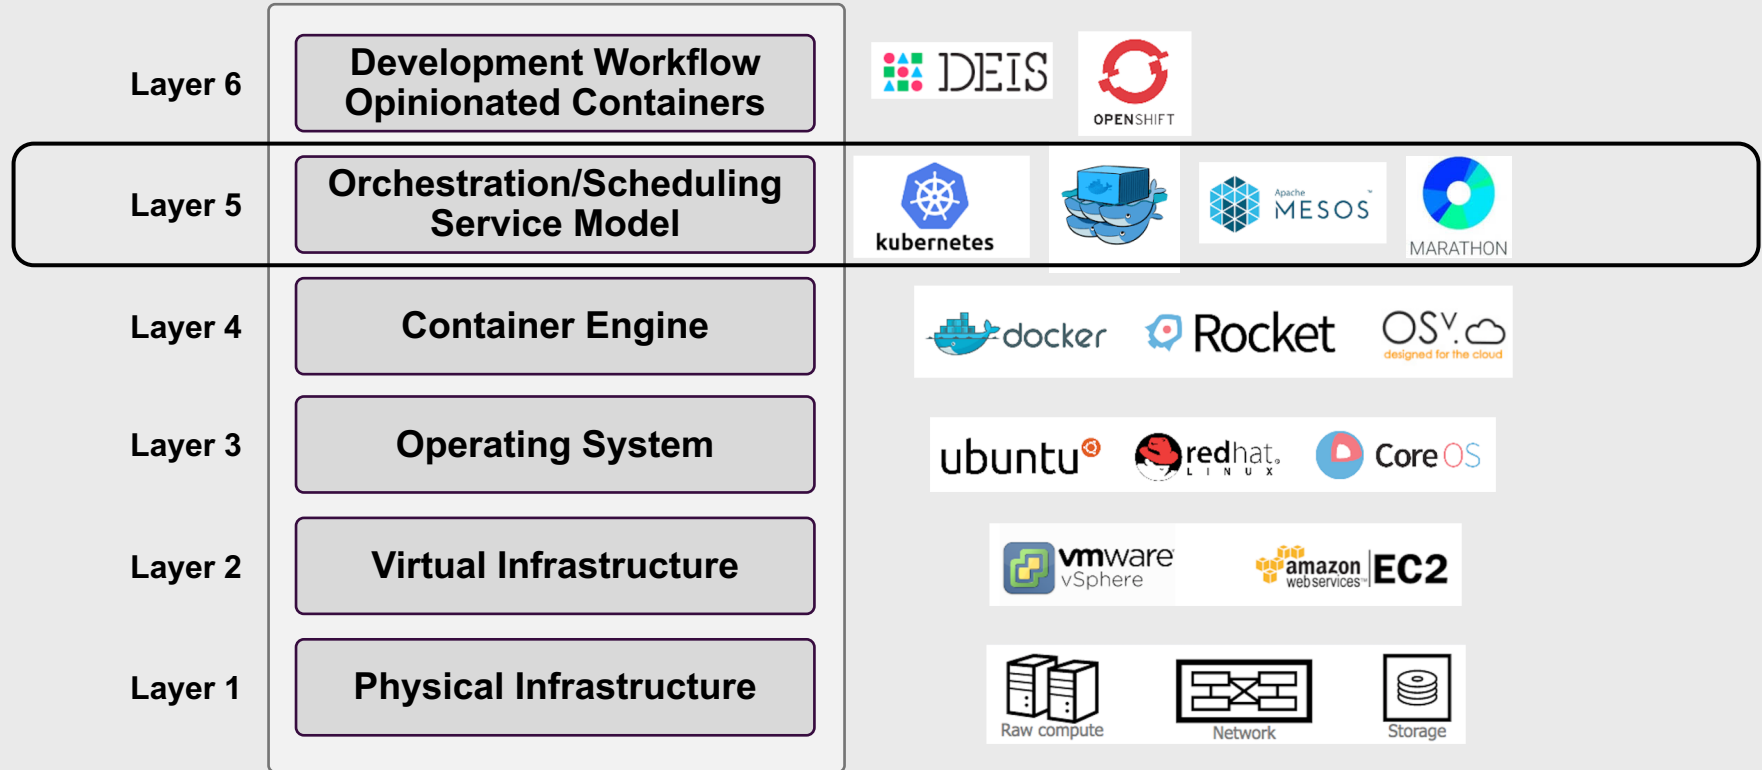 Layer 6
Development Workflow
Opinionated Containers
DEIS
OPENSHIFT
Layer 5
Orchestration/Scheduling
Service Model
kubernetes
Apache
MESOS™
MARATHON
Layer 4
Container Engine
docker
Rocket
OSv.
designed for the cloud
Layer 3
Operating System
ubuntu®
redhat.
LINUX
CoreOS
Layer 2
Virtual Infrastructure
vmware®
vSphere
amazon
webservices™
EC2
Layer 1
Physical Infrastructure
Raw compute
Network
Storage